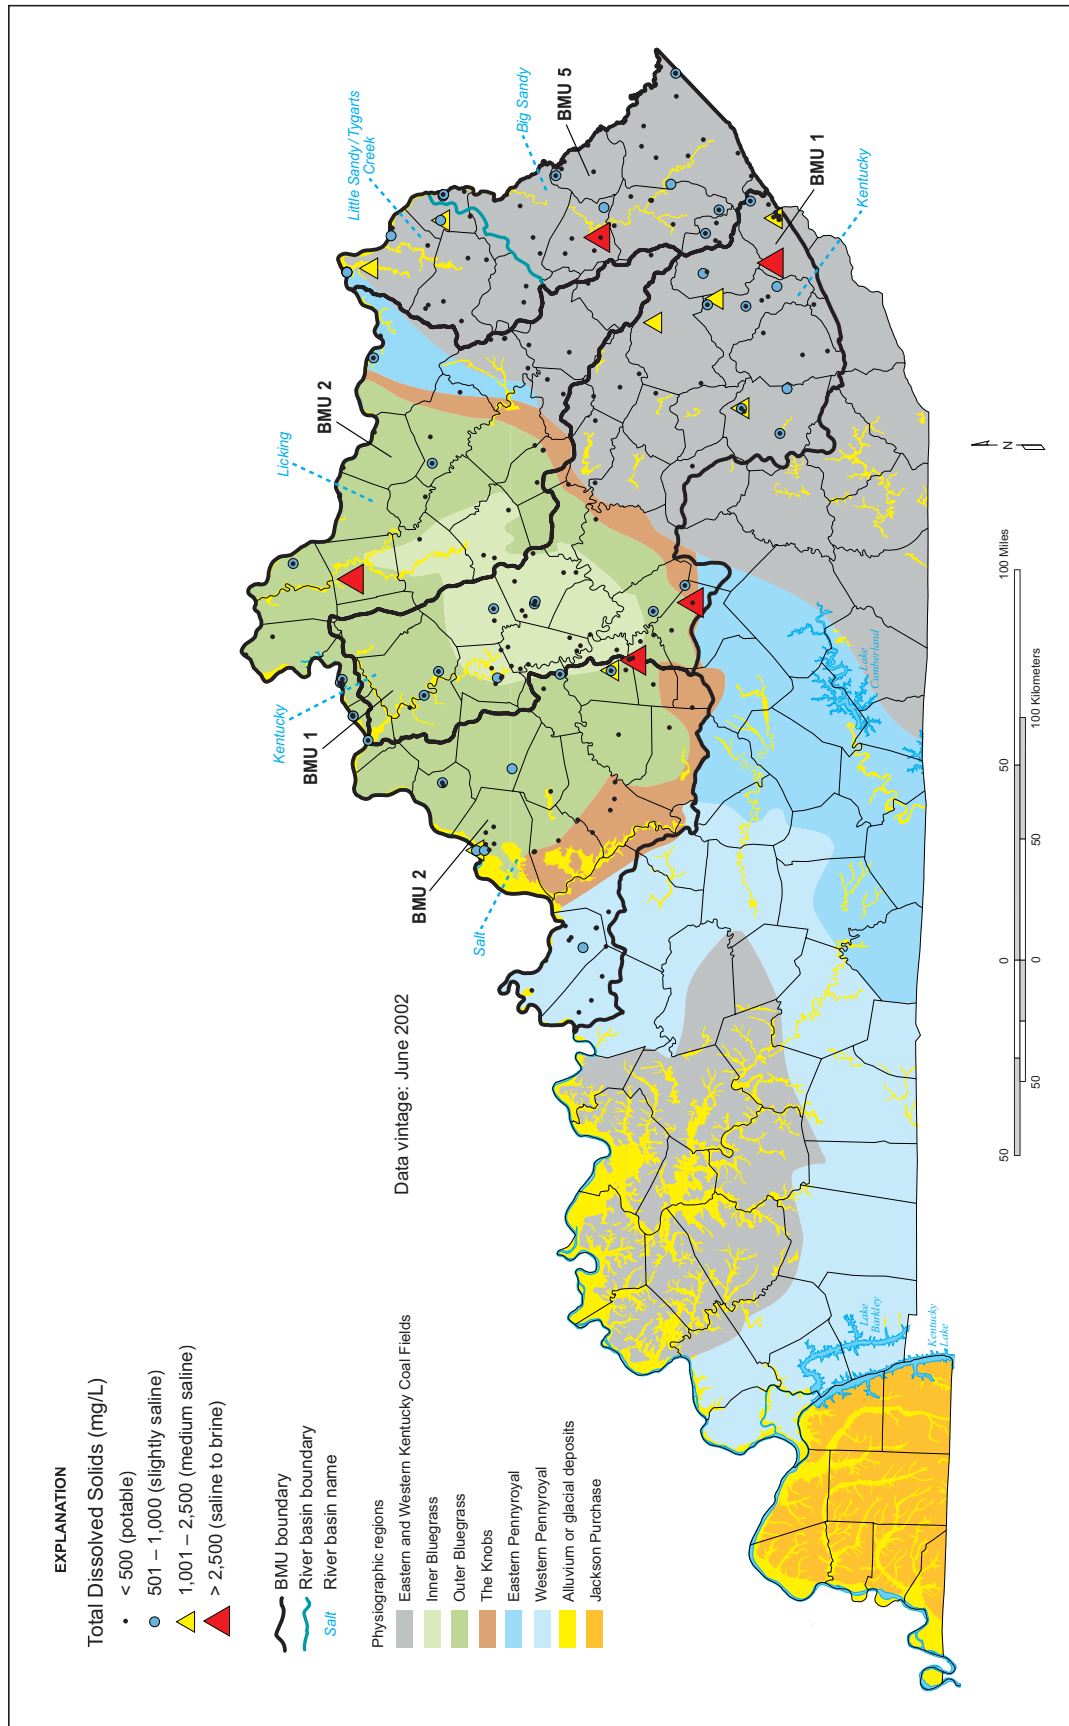 EXPLANATION
Total Dissolved Solids (mg/L)
< 500 (potable)
501 – 1,000 (slightly saline)
1,001 – 2,500 (medium saline)
> 2,500 (saline to brine)
BMU boundary
River basin boundary
Salt River basin name
Physiographic regions
Eastern and Western Kentucky Coal Fields
Inner Bluegrass
Outer Bluegrass
The Knobs
Eastern Pennyroyal
Western Pennyroyal
Alluvium or glacial deposits
Jackson Purchase
Data vintage: June 2002
Salt
BMU 2
BMU 1
Kentucky
Licking
BMU 2
Little Sandy/Tygarts
Creek
Big Sandy
BMU 5
BMU 1
Kentucky
Lake
Cumberland
Lake
Barkley
Kentucky
Lake
50 0 50 100 Miles
50 0 50 100 Kilometers
N